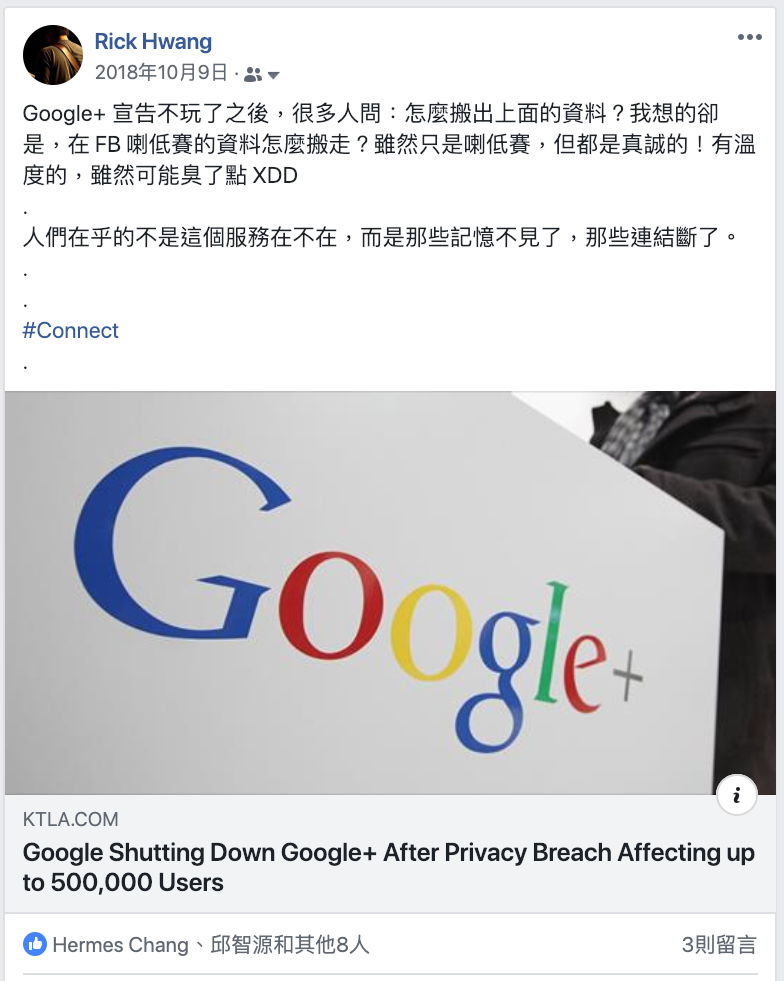 Rick Hwang
2018年10月9日 ·
Google+ 宣告不玩了之後，很多人問：怎麼搬出上面的資料？我想的卻
是，在 FB 喇低賽的資料怎麼搬走？雖然只是喇低賽，但都是真誠的！有溫
度的，雖然可能臭了點 XDD
.
人們在乎的不是這個服務在不在，而是那些記憶不見了，那些連結斷了。
.
.
#Connect
.
Google+
i
KTLA.COM
Google Shutting Down Google+ After Privacy Breach Affecting up
to 500,000 Users
Hermes Chang、邱智源和其他8人
3則留言